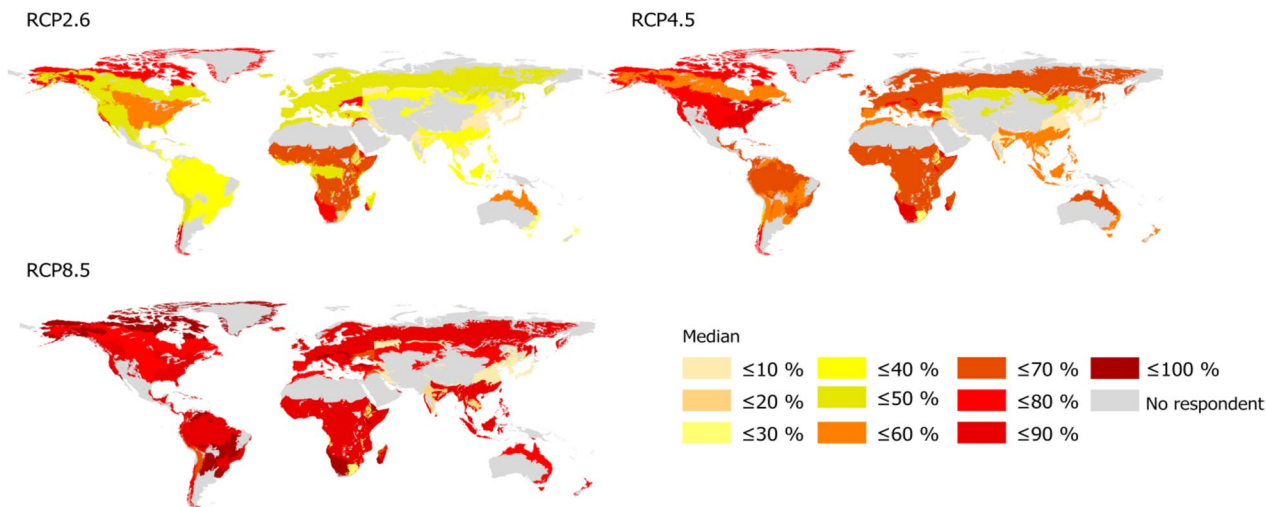 RCP2.6
RCP4.5
RCP8.5
Median
≤10 % ≤40 % ≤70 % ≤100 %
≤20 % ≤50 % ≤80 % No respondent
≤30 % ≤60 % ≤90 %